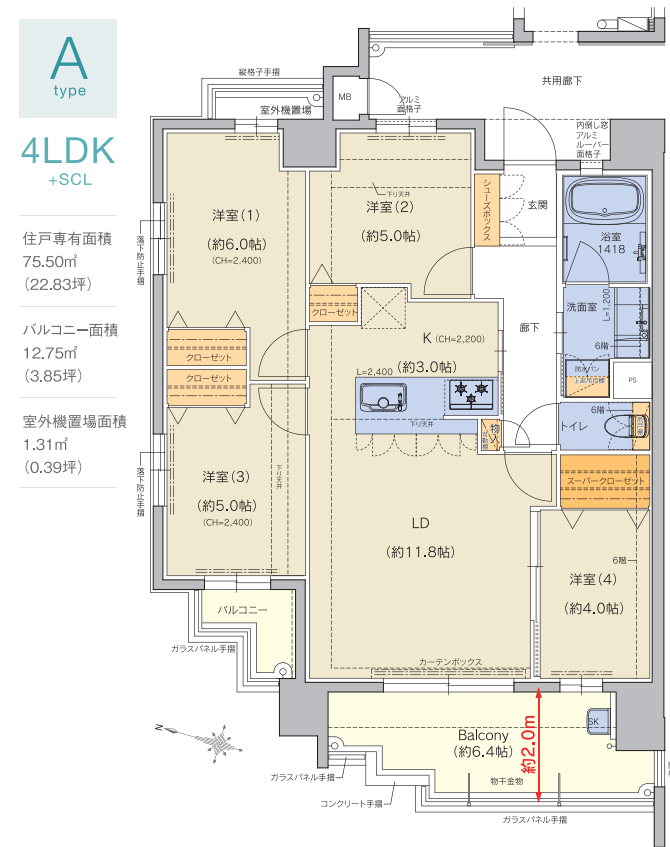 A
type
4LDK
+SCL
住戸専有面積
75.50㎡
(22.83坪)
バルコニー面積
12.75㎡
(3.85坪)
室外機置場面積
1.31㎡
(0.39坪)
縦格子手摺
室外機置場
MB
アルミ
面格子
共用廊下
内倒し窓
アルミ
ルーバー
面格子
落下防止手摺
洋室(1)
(約6.0帖)
(CH=2,400)
下り天井
洋室(2)
(約5.0帖)
シューズボックス
玄関
浴室
1418
クローゼット
洗面室
L=1,200
6階
K (CH=2,200)
(約3.0帖)
廊下
クローゼット
クローゼット
L=2,400
防水パン
上部吊戸棚
PS
下り天井
物入
可動棚
6階
トイレ
吊戸棚
落下防止手摺
洋室(3)
(約5.0帖)
(CH=2,400)
下り天井
スーパークローゼット
LD
(約11.8帖)
6階
洋室(4)
(約4.0帖)
バルコニー
ガラスパネル手摺
カーテンボックス
N
Balcony
(約6.4帖)
約2.0m
SK
物干金物
ガラスパネル手摺
コンクリート手摺
ガラスパネル手摺